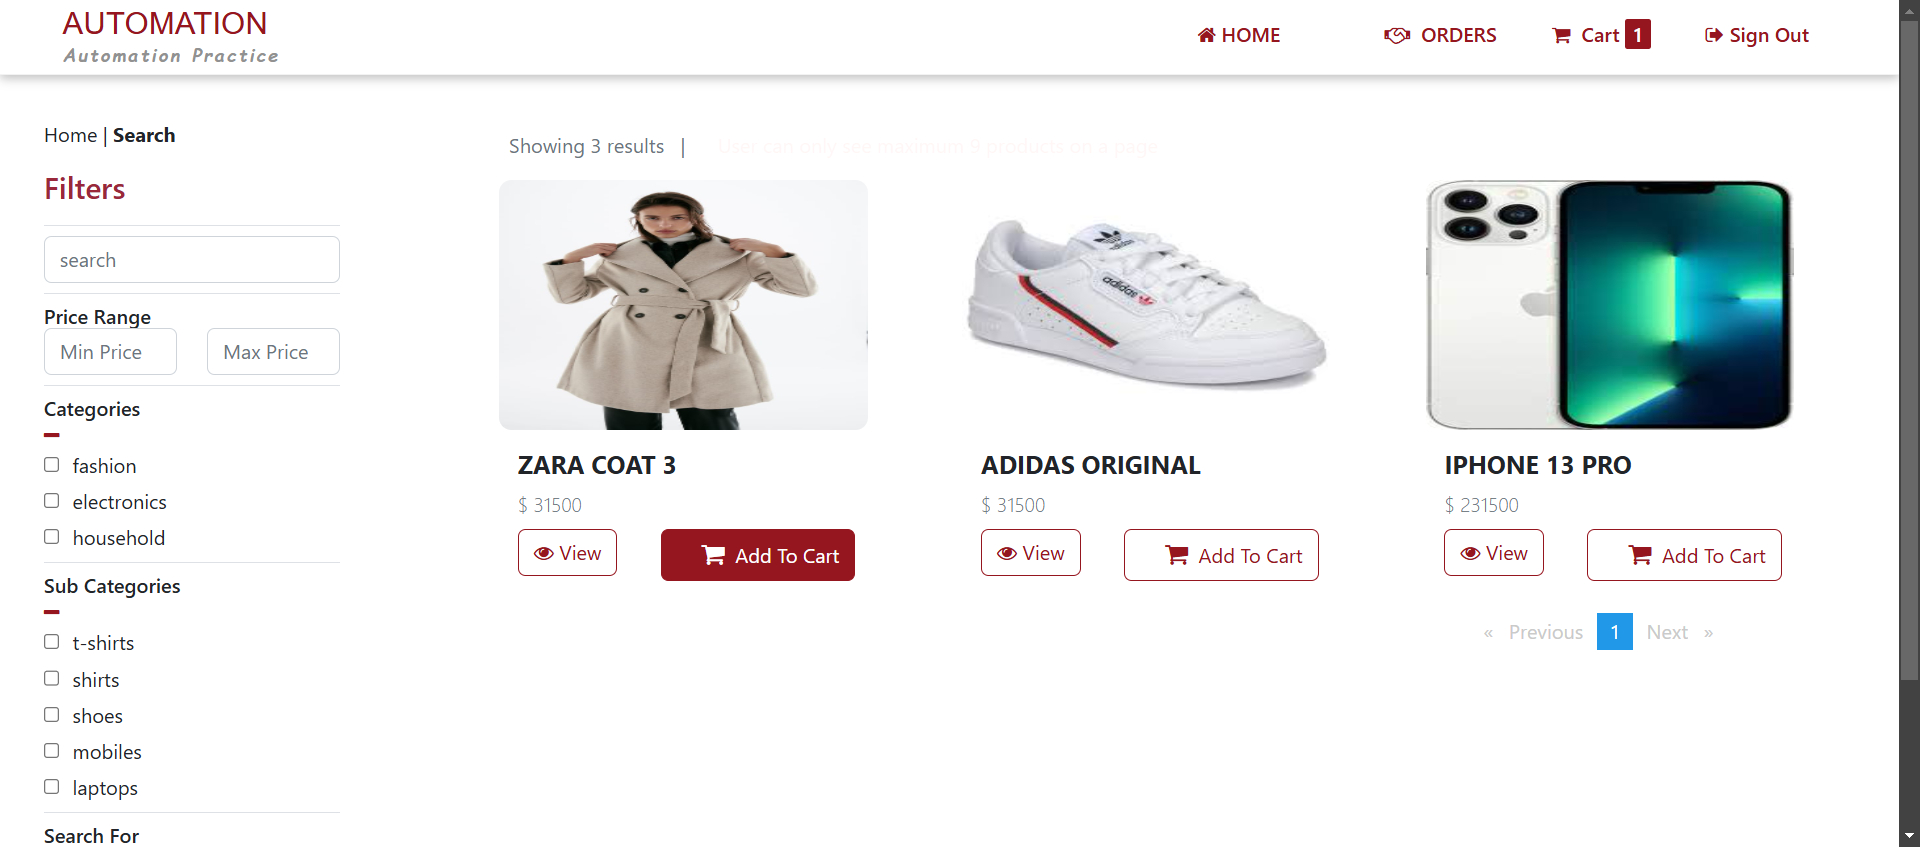 AUTOMATION
Automation Practice
HOME
ORDERS
Cart 1
Sign Out
Home | Search
Filters
search
Price Range
Min Price
Max Price
Categories
fashion
electronics
household
Sub Categories
t-shirts
shirts
shoes
mobiles
laptops
Search For
Showing 3 results |
User can only see maximum 9 products on a page
adidas
adidas
ZARA COAT 3
$ 31500
View
Add To Cart
ADIDAS ORIGINAL
$ 31500
View
Add To Cart
IPHONE 13 PRO
$ 231500
View
Add To Cart
« Previous 1 Next »